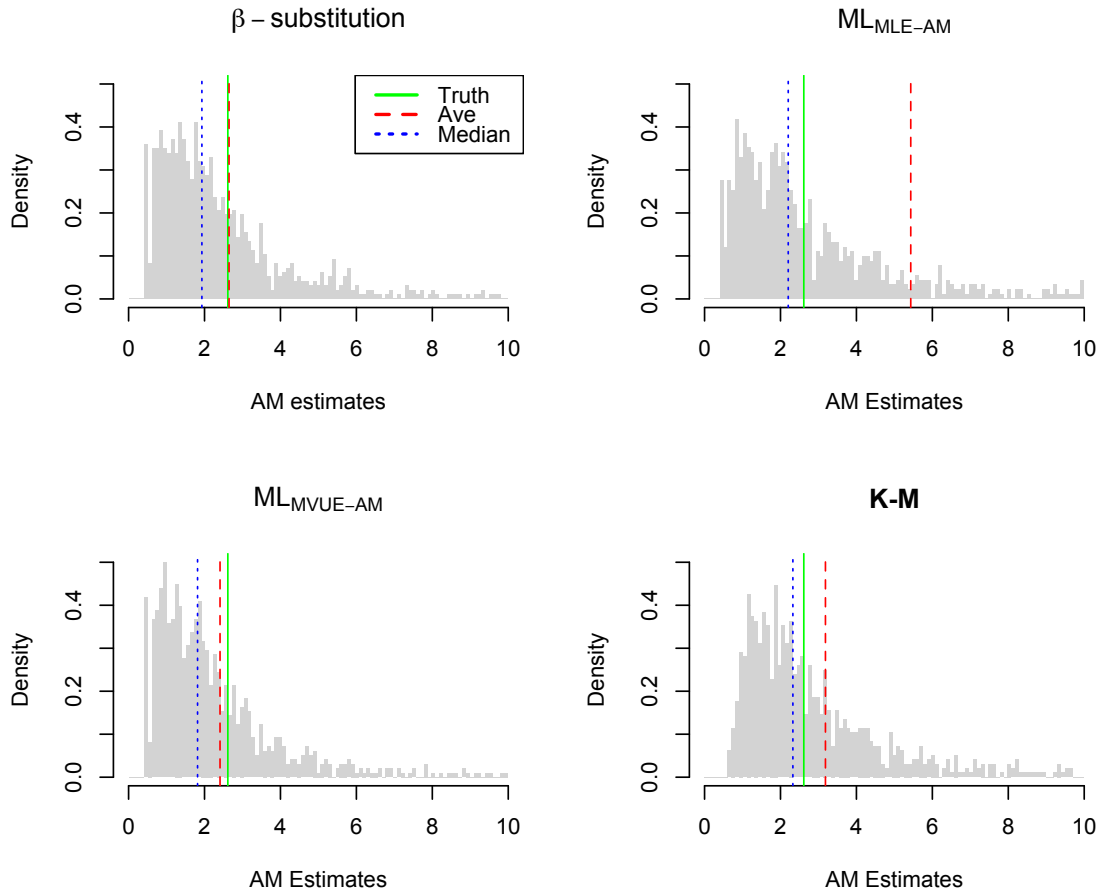 β − substitution
Density
0.0 0.2 0.4
Truth
Ave
Median
0 2 4 6 8 10
AM estimates
ML_MLE−AM
Density
0.0 0.2 0.4
0 2 4 6 8 10
AM Estimates
ML_MVUE−AM
Density
0.0 0.2 0.4
0 2 4 6 8 10
AM Estimates
K-M
Density
0.0 0.2 0.4
0 2 4 6 8 10
AM Estimates